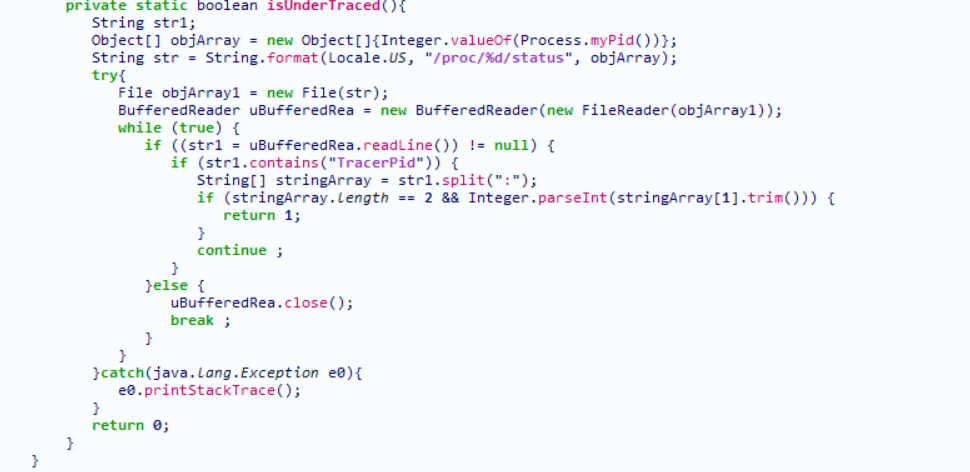 private static boolean isUnderTraced(){
String str1;
Object[] objArray = new Object[]{Integer.valueOf(Process.myPid())};
String str = String.format(Locale.US, "/proc/%d/status", objArray);
try{
File objArray1 = new File(str);
BufferedReader uBufferedRea = new BufferedReader(new FileReader(objArray1));
while (true) {
if ((str1 = uBufferedRea.readLine()) != null) {
if (str1.contains("TracerPid")) {
String[] stringArray = str1.split(":");
if (stringArray.length == 2 && Integer.parseInt(stringArray[1].trim())) {
return 1;
}
continue ;
}
}else {
uBufferedRea.close();
break ;
}
}
}catch(java.lang.Exception e0){
e0.printStackTrace();
}
return 0;
}
}